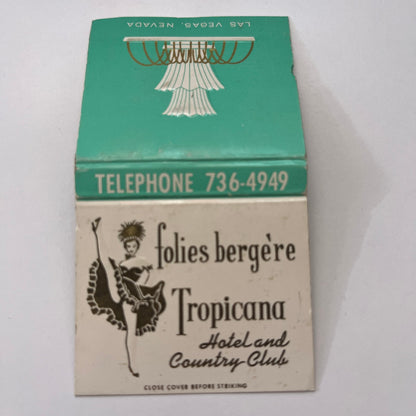 LAS VEGAS, NEVADA
TELEPHONE 736-4949
folies bergère
Tropicana
Hotel and
Country Club
CLOSE COVER BEFORE STRIKING